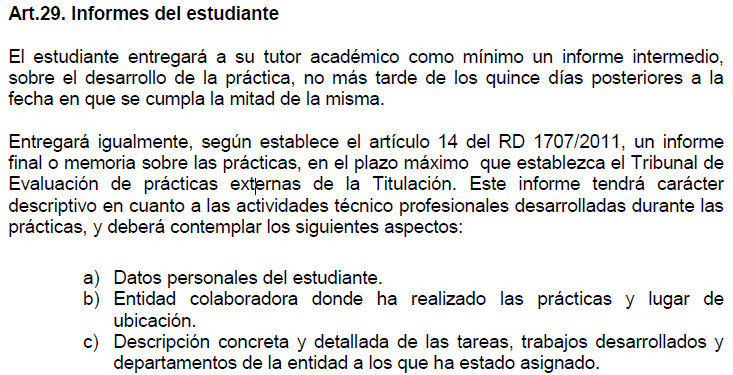 Art.29. Informes del estudiante
El estudiante entregará a su tutor académico como mínimo un informe intermedio,
sobre el desarrollo de la práctica, no más tarde de los quince días posteriores a la
fecha en que se cumpla la mitad de la misma.
Entregará igualmente, según establece el artículo 14 del RD 1707/2011, un informe
final o memoria sobre las prácticas, en el plazo máximo que establezca el Tribunal de
Evaluación de prácticas externas de la Titulación. Este informe tendrá carácter
descriptivo en cuanto a las actividades técnico profesionales desarrolladas durante las
prácticas, y deberá contemplar los siguientes aspectos:
a) Datos personales del estudiante.
b) Entidad colaboradora donde ha realizado las prácticas y lugar de
ubicación.
c) Descripción concreta y detallada de las tareas, trabajos desarrollados y
departamentos de la entidad a los que ha estado asignado.